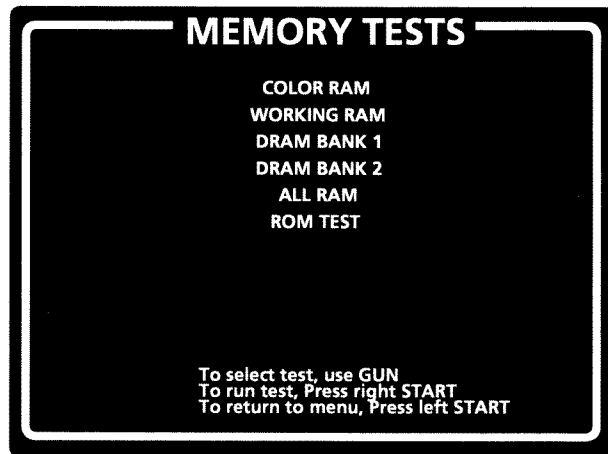 MEMORY TESTS
COLOR RAM
WORKING RAM
DRAM BANK 1
DRAM BANK 2
ALL RAM
ROM TEST
To select test, use GUN
To run test, Press right START
To return to menu, Press left START